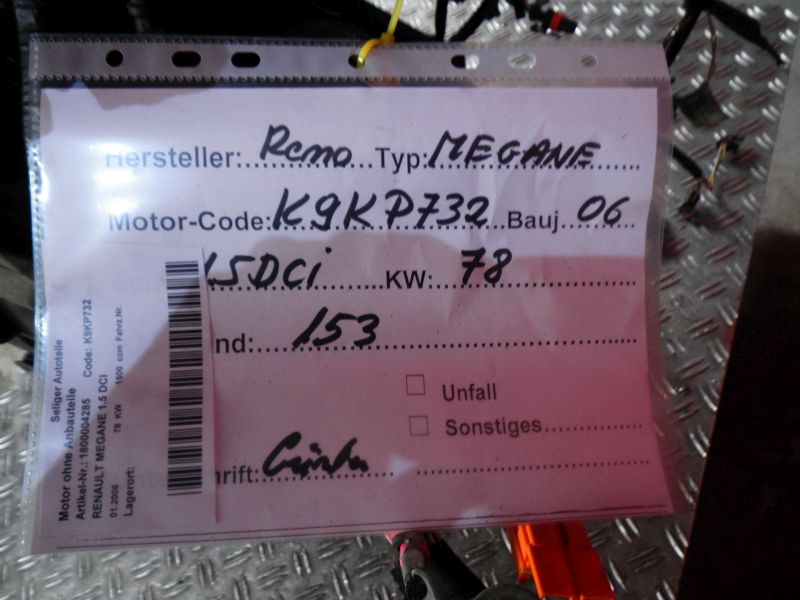 Hersteller: Reno Typ: MEGANE
Motor-Code: K9KP732 Bauj. 06
1.5 DCi KW: 78
nd: 153
Unfall
Sonstiges
hrift:
Seliger Autoteile
Motor ohne Anbauteile
Artikel-Nr.: 1800004285 Code: K9KP732
RENAULT MEGANE 1.5 DCI
01.2006 78 KW 1500 ccm Fahrz.Nr.
Lagerort: